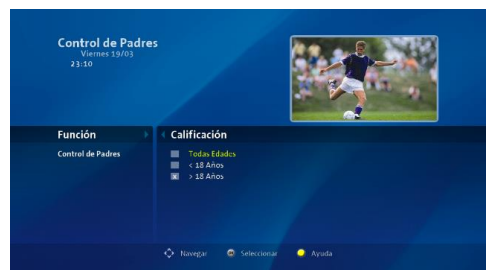 Control de Padres
Viernes 19/03
23:10
Función
Calificación
Control de Padres
Todas Edades
< 18 Años
x > 18 Años
Navegar
Seleccionar
Ayuda